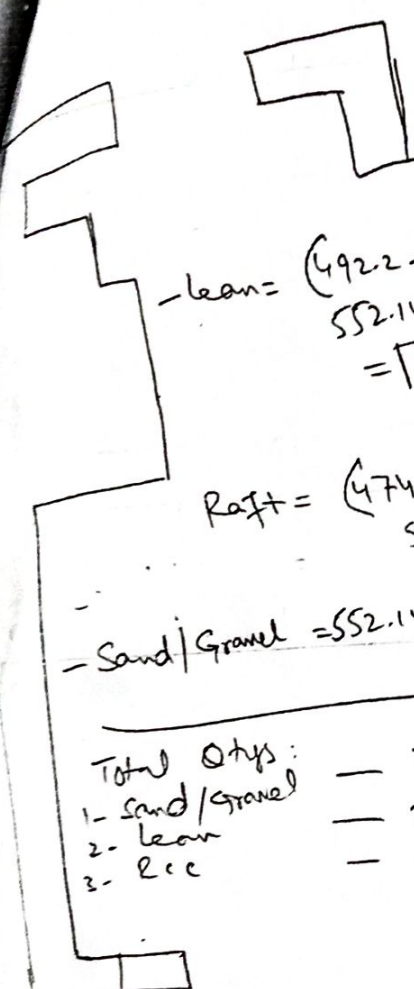 - Lean= (492.2
552.11
=
Raft = (474
- Sand/Gravel =552.11
Total Qtys:
1- Sand/Gravel —
2- Lean —
3- Rcc —